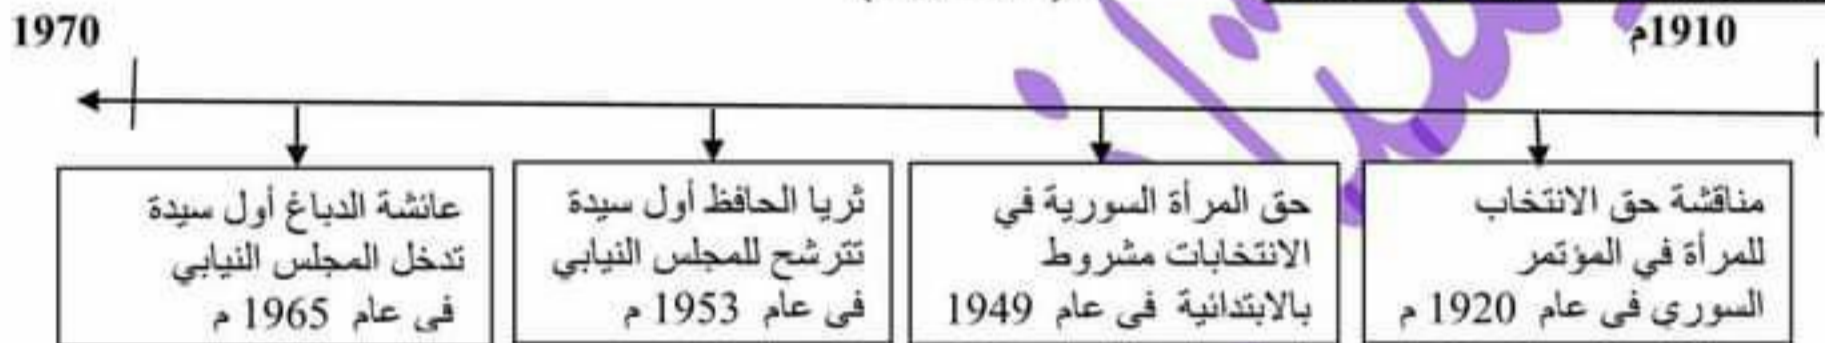 1910م
1970
مناقشة حق الانتخاب
للمرأة في المؤتمر
السوري في عام 1920 م
حق المرأة السورية في
الانتخابات مشروط
بالابتدائية في عام 1949
ثريا الحافظ أول سيدة
تترشح للمجلس النيابي
في عام 1953 م
عائشة الدباغ أول سيدة
تدخل المجلس النيابي
في عام 1965 م